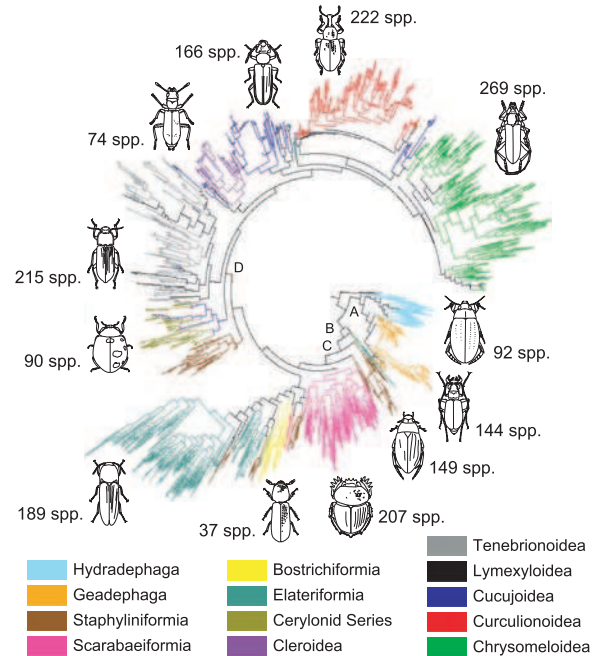 222 spp.
166 spp.
269 spp.
74 spp.
215 spp.
D
A
B
C
90 spp.
92 spp.
144 spp.
149 spp.
189 spp.
37 spp.
207 spp.
Hydradephaga
Geadephaga
Staphyliniformia
Scarabaeiformia
Bostrichiformia
Elateriformia
Cerylonid Series
Cleroidea
Tenebrionoidea
Lymexyloidea
Cucujoidea
Curculionoidea
Chrysomeloidea